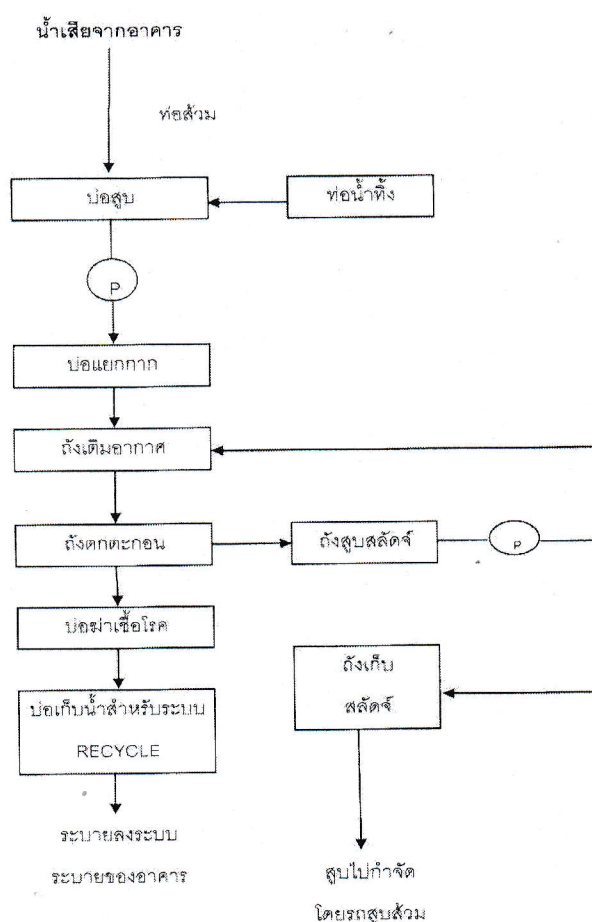 น้ำเสียจากอาคาร
ท่อส้วม
บ่อสูบ
ท่อน้ำทิ้ง
P
บ่อแยกกาก
ถังเติมอากาศ
ถังตกตะกอน
ถังสูบสลัดจ์
P
บ่อฆ่าเชื้อโรค
ถังเก็บ
สลัดจ์
บ่อเก็บน้ำสำหรับระบบ
RECYCLE
ระบายลงระบบ
ระบายของอาคาร
สูบไปกำจัด
โดยรถสูบส้วม